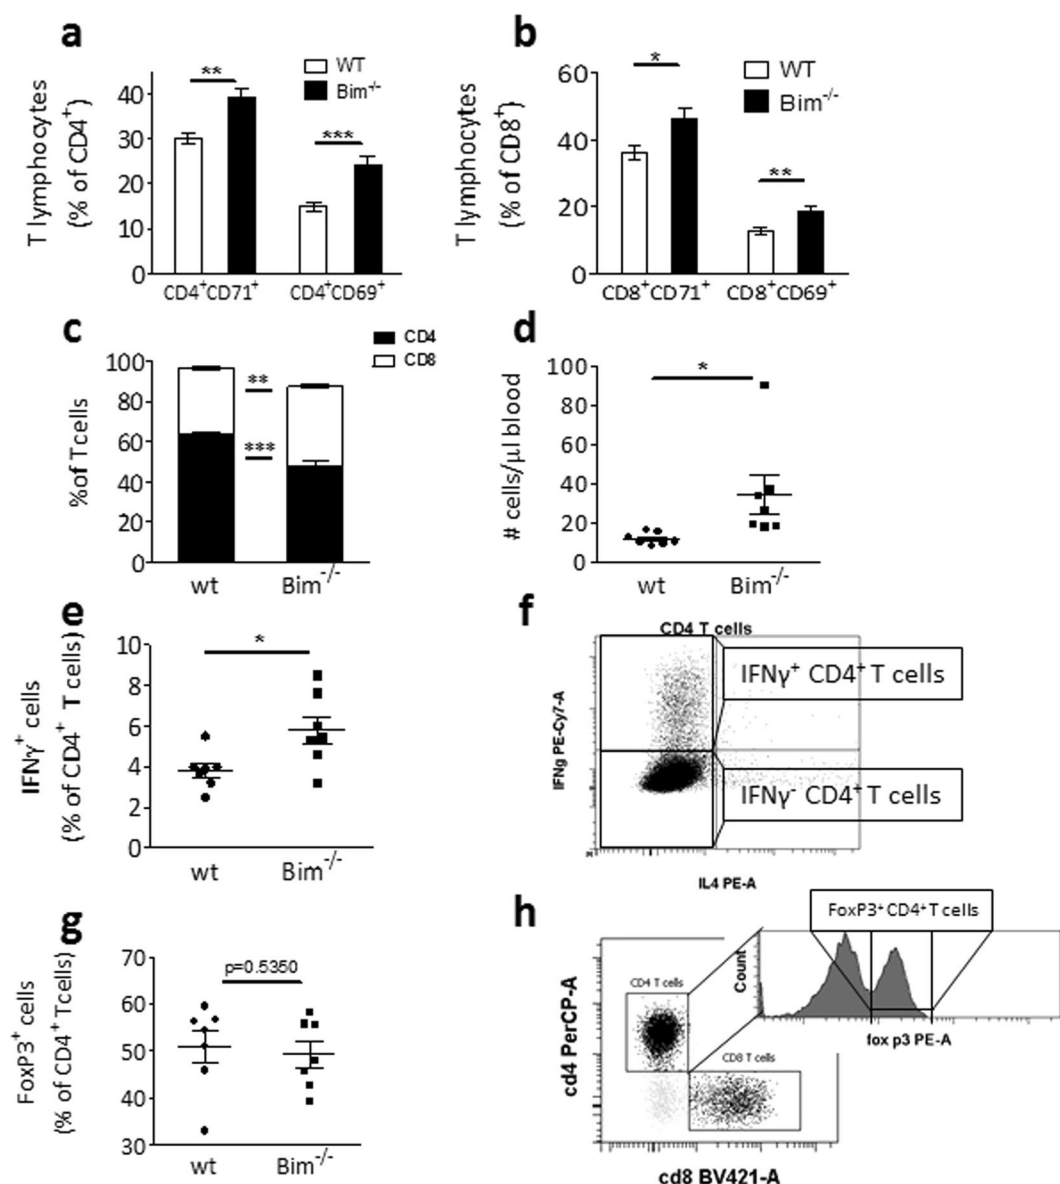 a
T lymphocytes
(% of CD4⁺)
40
30
20
10
0
**
***
WT
Bim⁻/⁻
CD4⁺CD71⁺ CD4⁺CD69⁺
b
T lymphocytes
(% of CD8⁺)
60
40
20
0
*
**
WT
Bim⁻/⁻
CD8⁺CD71⁺ CD8⁺CD69⁺
c
%of Tcells
100
80
60
40
20
0
**
***
CD4
CD8
wt Bim⁻/⁻
d
# cells/µl blood
100
80
60
40
20
0
*
wt Bim⁻/⁻
e
IFNγ⁺ cells
(% of CD4⁺ T cells)
10
8
6
4
2
0
*
wt Bim⁻/⁻
f
CD4 T cells
IFNγ⁺ CD4⁺ T cells
IFNγ⁻ CD4⁺ T cells
IFNg PE-Cy7-A
IL4 PE-A
g
FoxP3⁺ cells
(% of CD4⁺ Tcells)
70
60
50
40
30
p=0.5350
wt Bim⁻/⁻
h
FoxP3⁺ CD4⁺ T cells
Count
fox p3 PE-A
CD4 T cells
CD8 T cells
cd4 PerCP-A
cd8 BV421-A